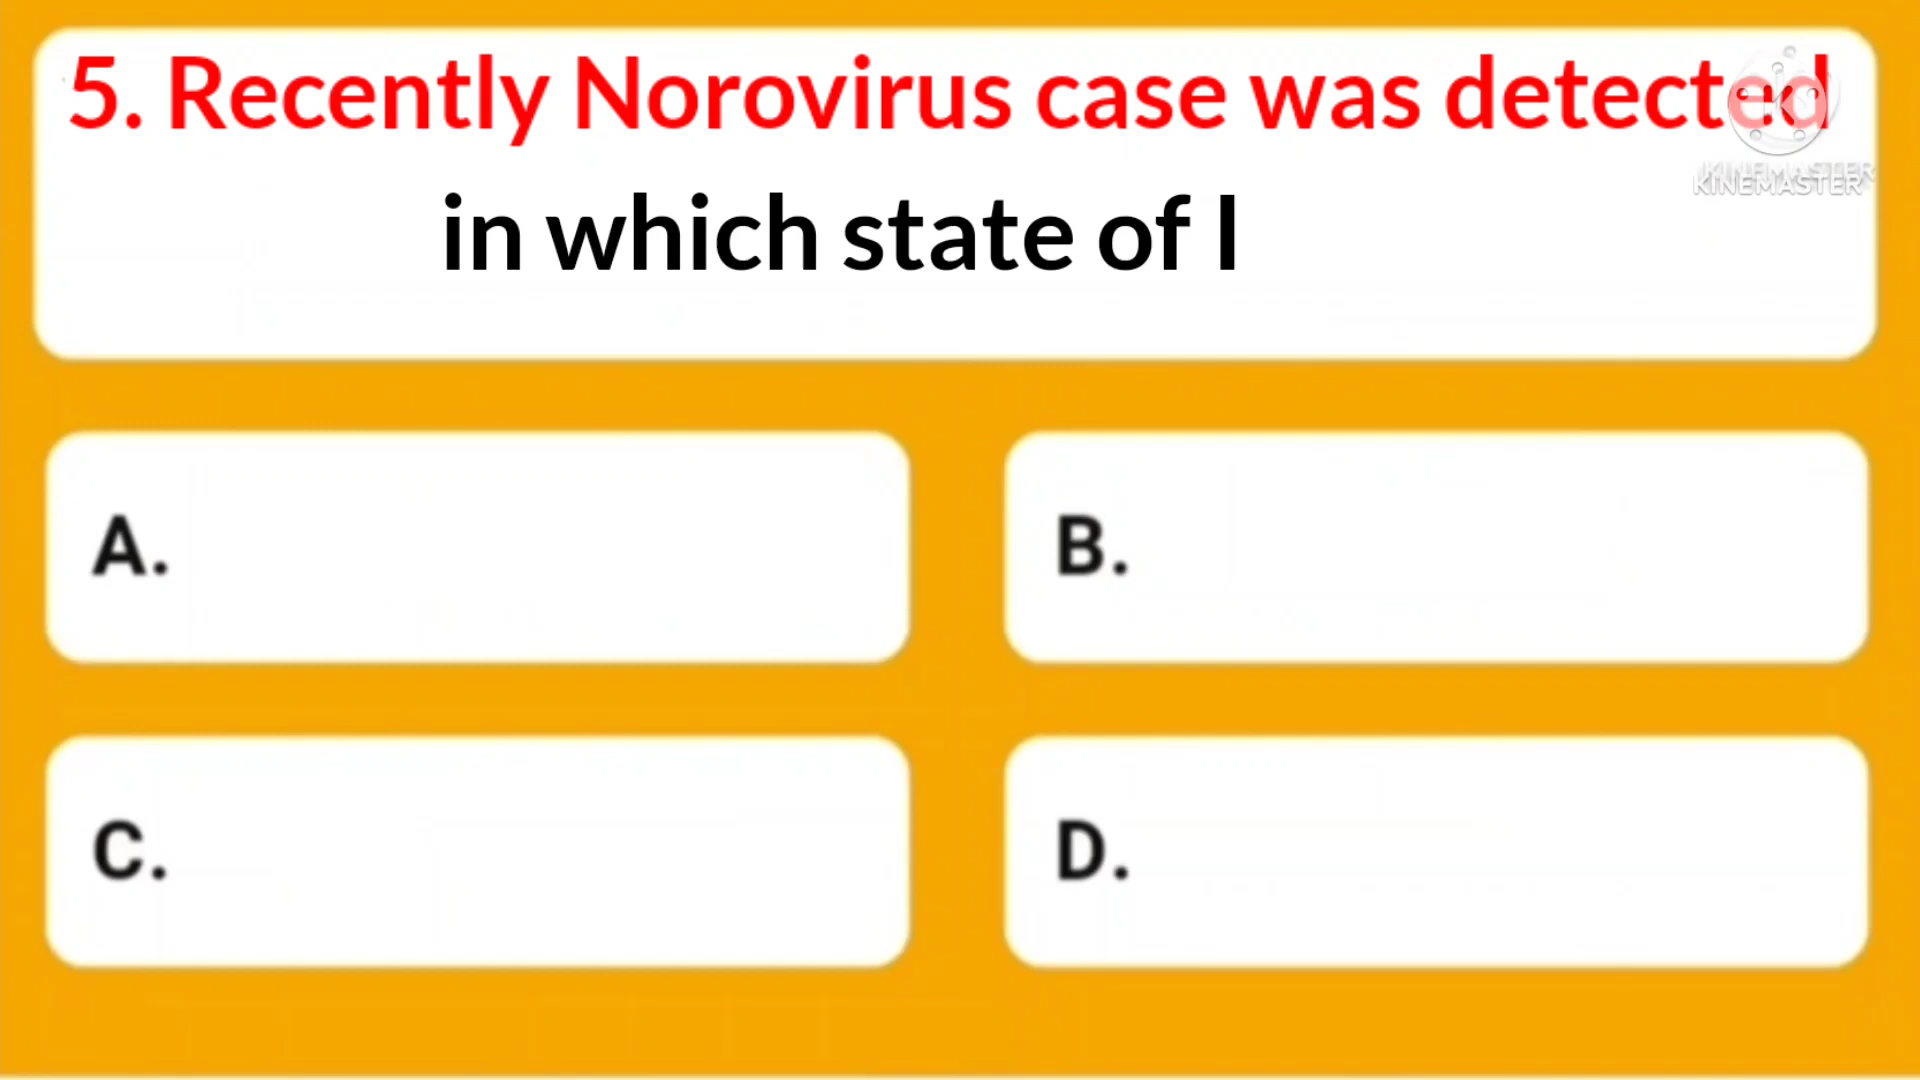 5. Recently Norovirus case was detected
in which state of I
KINEMASTER
A.
B.
C.
D.